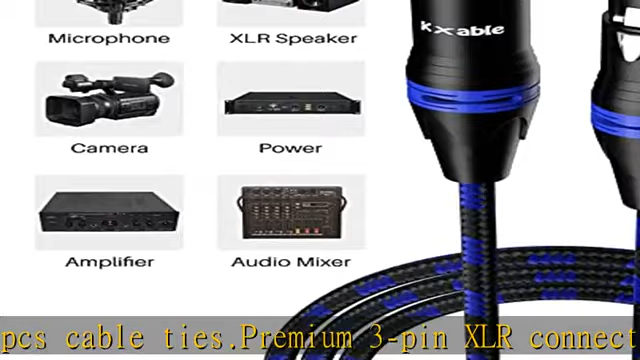 Microphone
XLR Speaker
kxable
Camera
Power
Amplifier
Audio Mixer
pcs cable ties.Premium 3-pin XLR connect